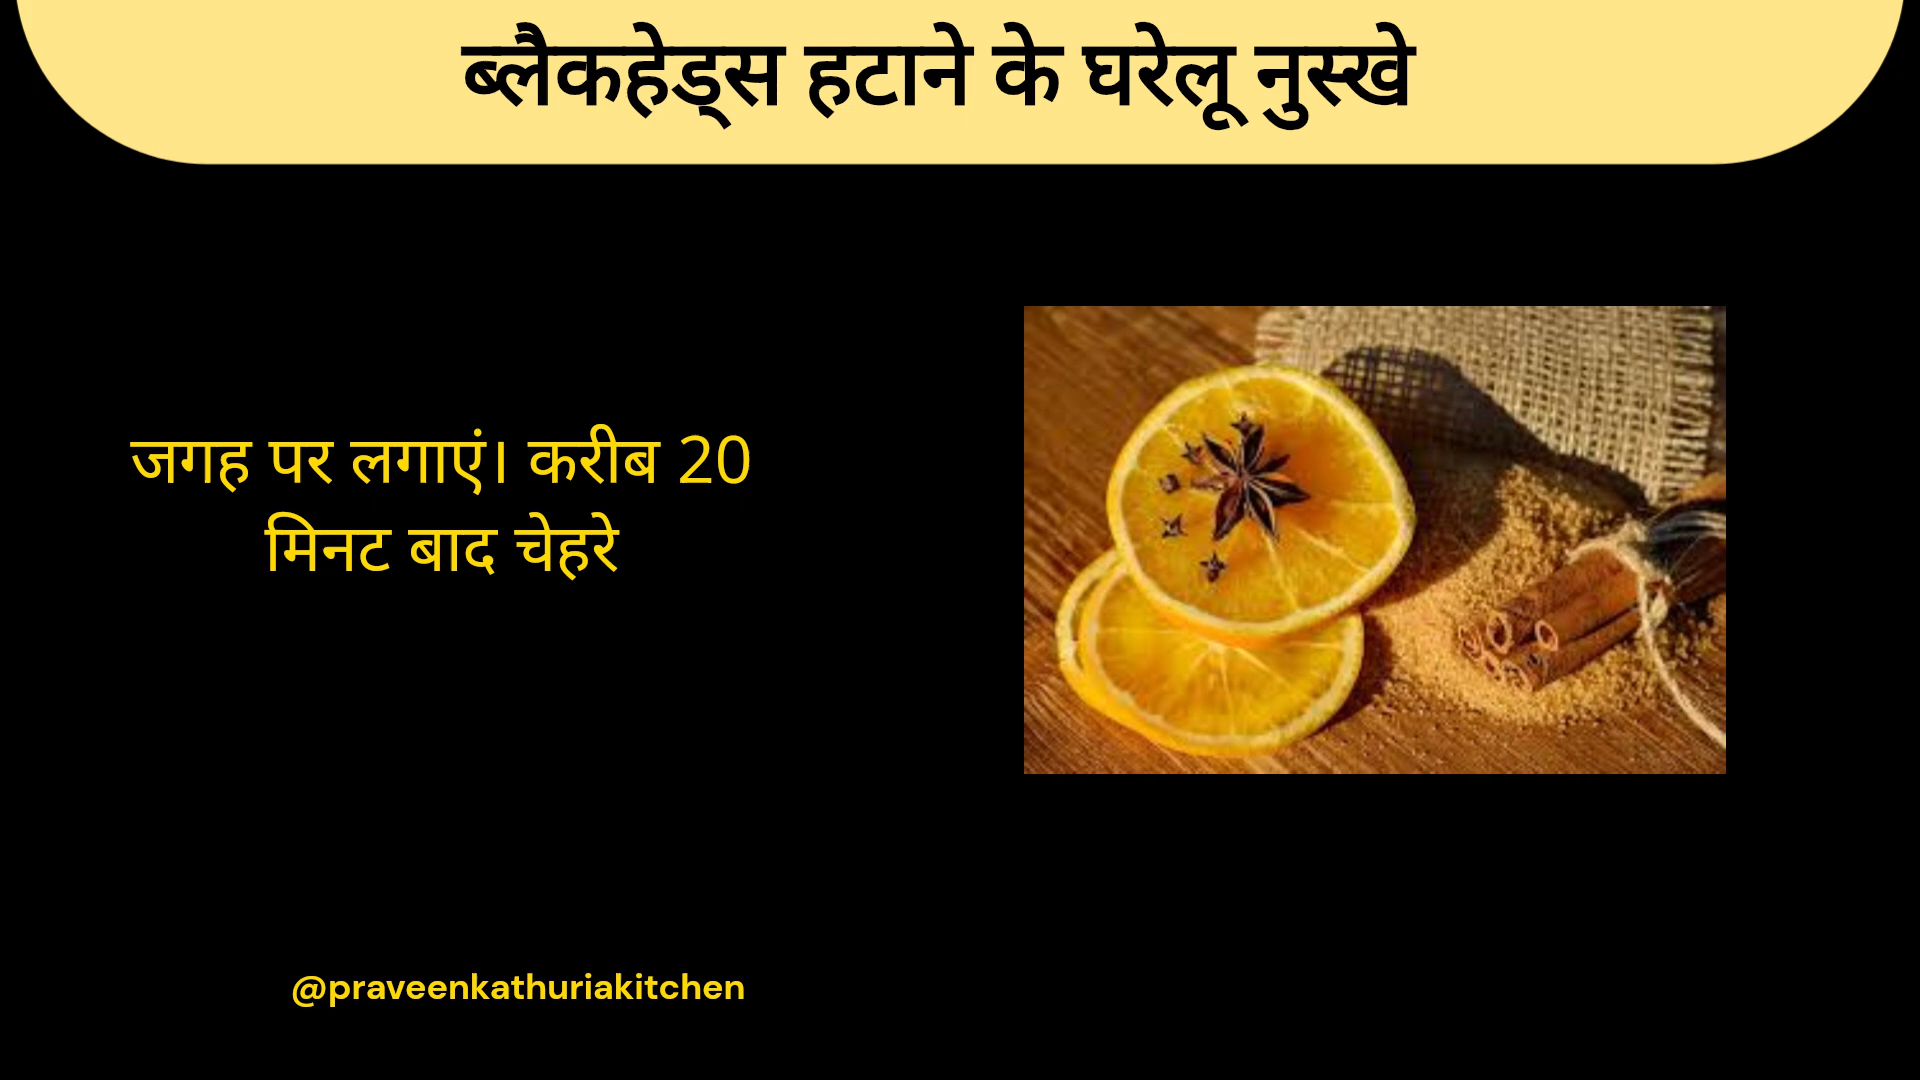 ब्लैकहेड्स हटाने के घरेलू नुस्खे
जगह पर लगाएं। करीब 20
मिनट बाद चेहरे
@praveenkathuriakitchen